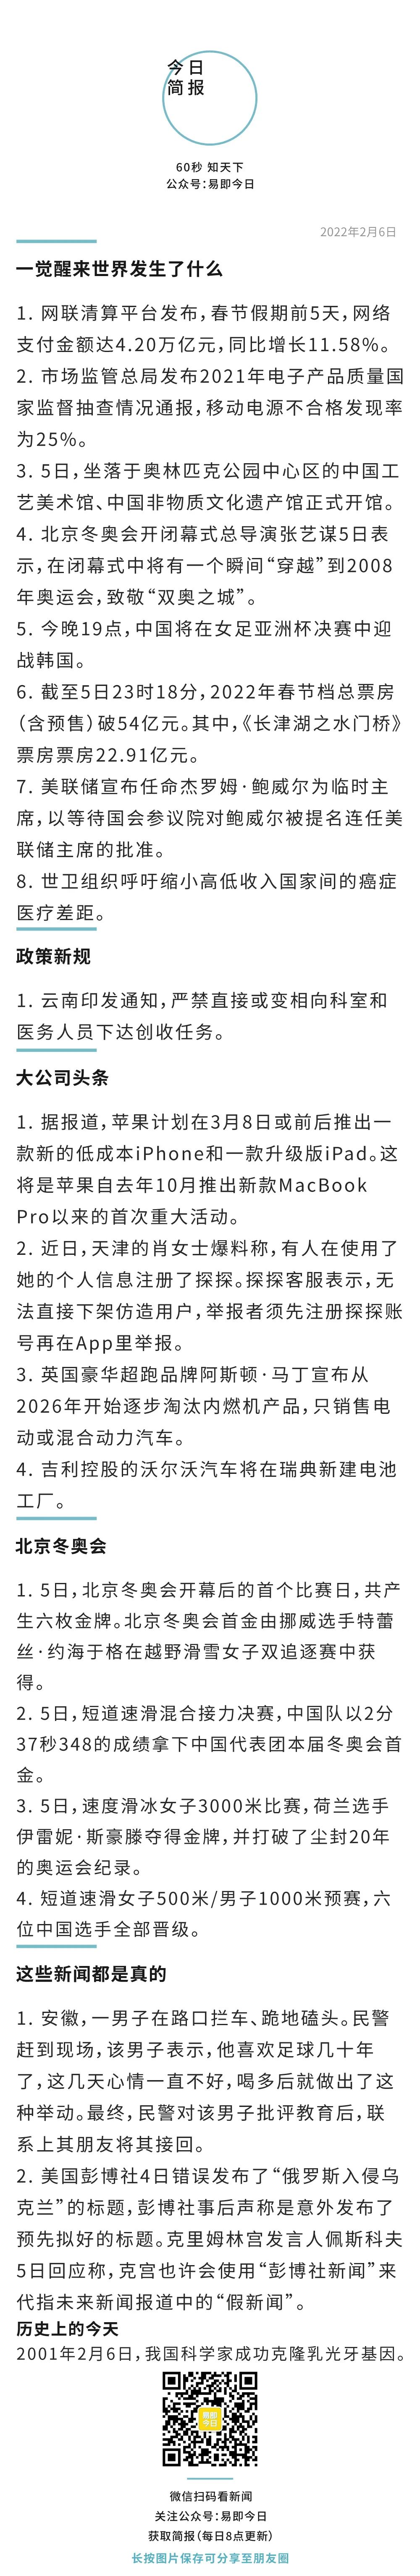 今日
简报
60秒 知天下
公众号：易即今日
2022年2月6日
一觉醒来世界发生了什么
1. 网联清算平台发布，春节假期前5天，网络
支付金额达4.20万亿元，同比增长11.58%。
2. 市场监管总局发布2021年电子产品质量国
家监督抽查情况通报，移动电源不合格发现率
为25%。
3. 5日，坐落于奥林匹克公园中心区的中国工
艺美术馆、中国非物质文化遗产馆正式开馆。
4. 北京冬奥会开闭幕式总导演张艺谋5日表
示，在闭幕式中将有一个瞬间“穿越”到2008
年奥运会，致敬“双奥之城”。
5. 今晚19点，中国将在女足亚洲杯决赛中迎
战韩国。
6. 截至5日23时18分，2022年春节档总票房
（含预售）破54亿元。其中，《长津湖之水门桥》
票房票房22.91亿元。
7. 美联储宣布任命杰罗姆·鲍威尔为临时主
席，以等待国会参议院对鲍威尔被提名连任美
联储主席的批准。
8. 世卫组织呼吁缩小高低收入国家间的癌症
医疗差距。
政策新规
1. 云南印发通知，严禁直接或变相向科室和
医务人员下达创收任务。
大公司头条
1. 据报道，苹果计划在3月8日或前后推出一
款新的低成本iPhone和一款升级版iPad。这
将是苹果自去年10月推出新款MacBook
Pro以来的首次重大活动。
2. 近日，天津的肖女士爆料称，有人在使用了
她的个人信息注册了探探。探探客服表示，无
法直接下架仿造用户，举报者须先注册探探账
号再在App里举报。
3. 英国豪华超跑品牌阿斯顿·马丁宣布从
2026年开始逐步淘汰内燃机产品，只销售电
动或混合动力汽车。
4. 吉利控股的沃尔沃汽车将在瑞典新建电池
工厂。
北京冬奥会
1. 5日，北京冬奥会开幕后的首个比赛日，共产
生六枚金牌。北京冬奥会首金由挪威选手特蕾
丝·约海于格在越野滑雪女子双追逐赛中获
得。
2. 5日，短道速滑混合接力决赛，中国队以2分
37秒348的成绩拿下中国代表团本届冬奥会首
金。
3. 5日，速度滑冰女子3000米比赛，荷兰选手
伊雷妮·斯豪滕夺得金牌，并打破了尘封20年
的奥运会纪录。
4. 短道速滑女子500米/男子1000米预赛，六
位中国选手全部晋级。
这些新闻都是真的
1. 安徽，一男子在路口拦车、跪地磕头。民警
赶到现场，该男子表示，他喜欢足球几十年
了，这几天心情一直不好，喝多后就做出了这
种举动。最终，民警对该男子批评教育后，联
系上其朋友将其接回。
2. 美国彭博社4日错误发布了“俄罗斯入侵乌
克兰”的标题，彭博社事后声称是意外发布了
预先拟好的标题。克里姆林宫发言人佩斯科夫
5日回应称，克宫也许会使用“彭博社新闻”来
代指未来新闻报道中的“假新闻”。
历史上的今天
2001年2月6日，我国科学家成功克隆乳光牙基因。
易即
今日
微信扫码看新闻
关注公众号：易即今日
获取简报（每日8点更新）
长按图片保存可分享至朋友圈